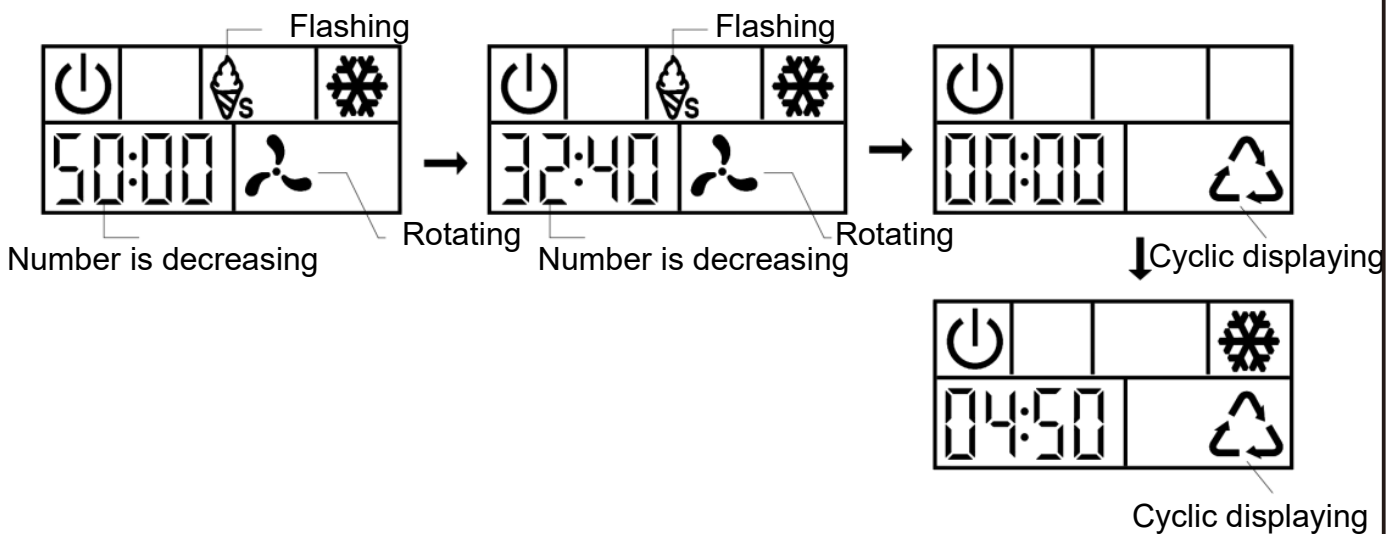 Flashing
Flashing
S
S
50:00
32:40
00:00
Rotating
Rotating
Number is decreasing
Number is decreasing
Cyclic displaying
04:50
Cyclic displaying